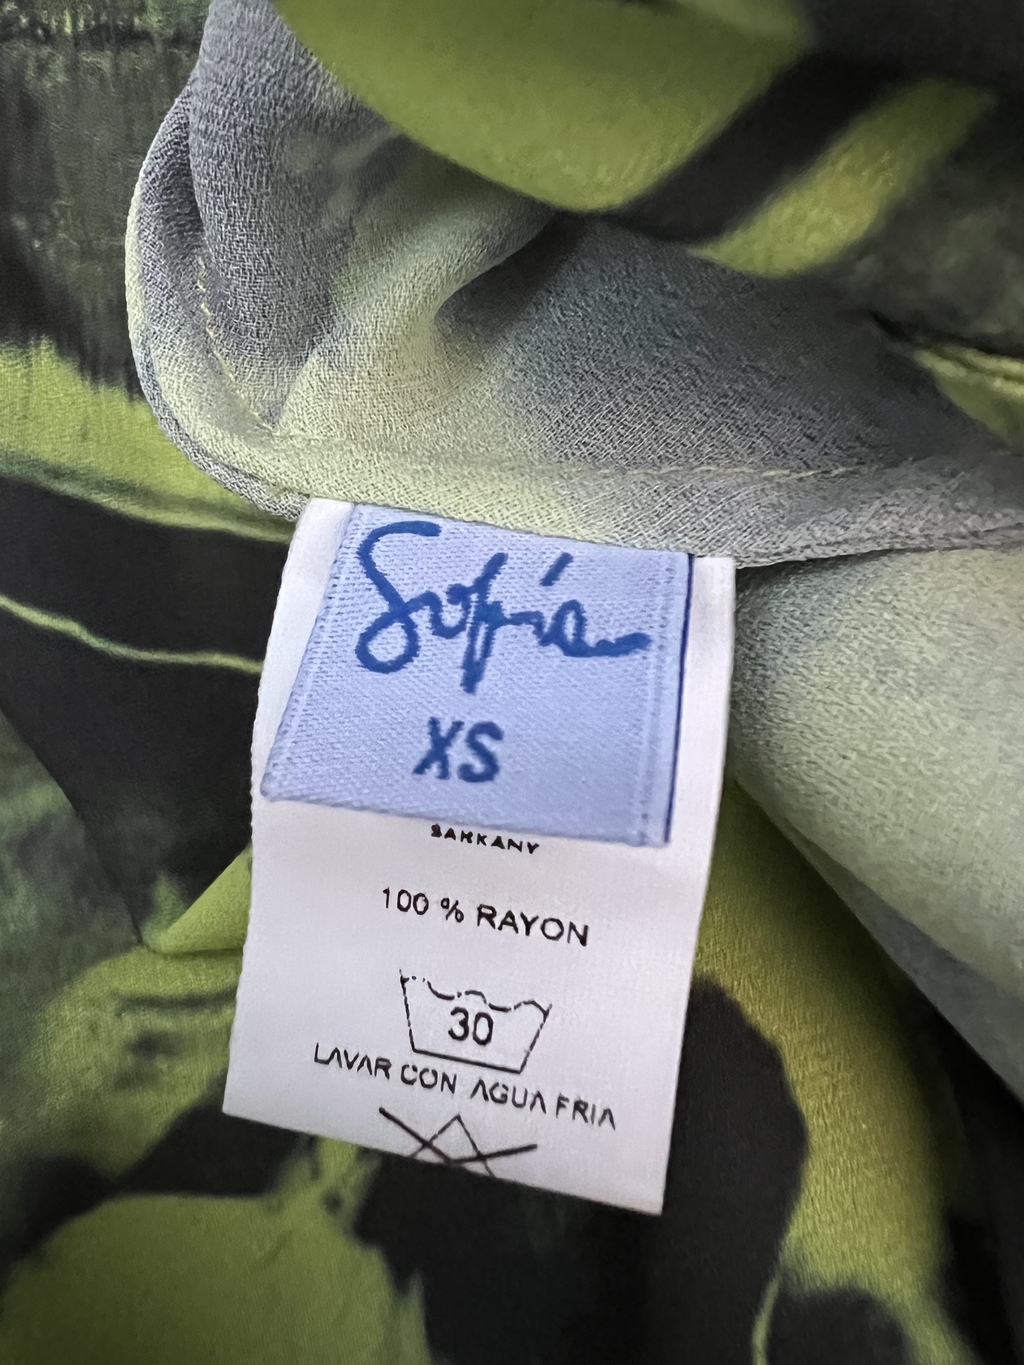 Sofía
XS
SARKANY
100 % RAYON
30
LAVAR CON AGUA FRIA